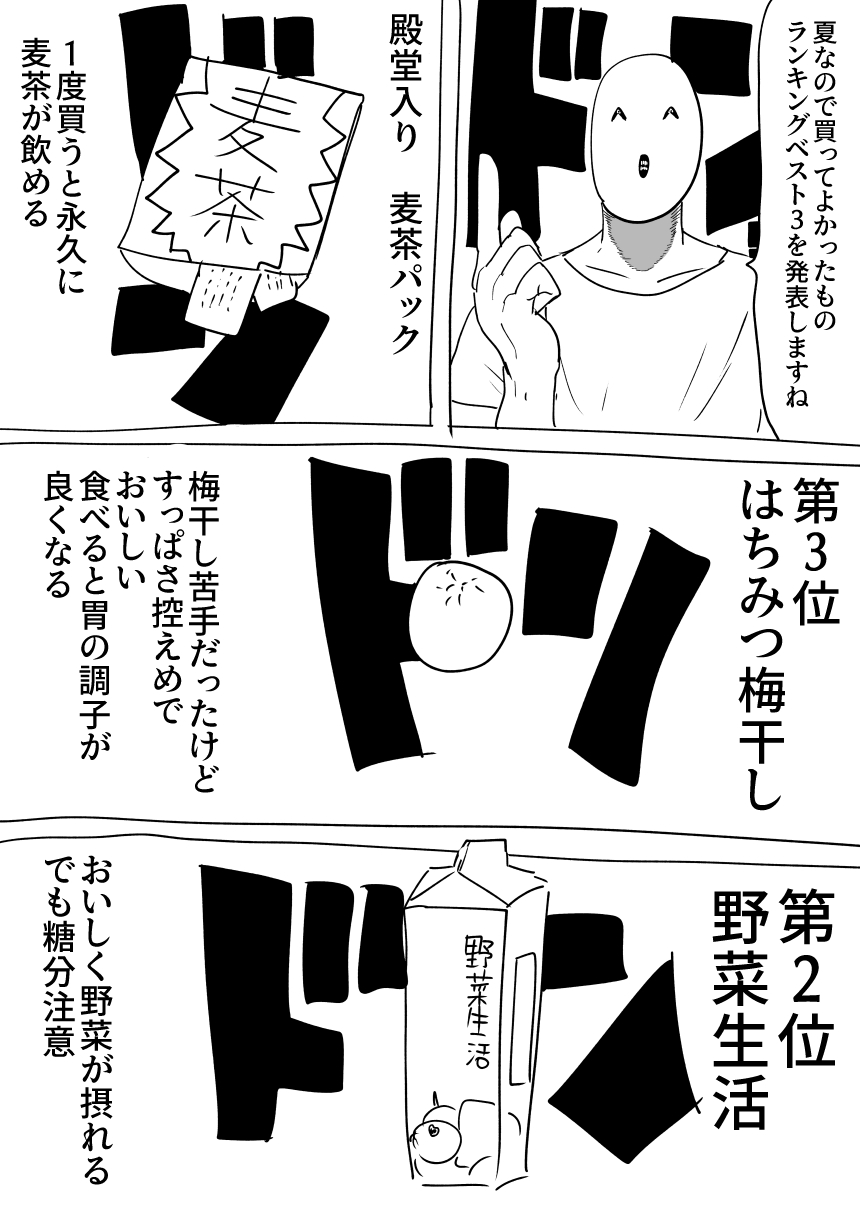 夏なので買ってよかったもの
ランキングベスト3を発表しますね
ドン
殿堂入り 麦茶パック
麦茶
1度買うと永久に
麦茶が飲める
ドン
第3位
はちみつ梅干し
ドン
梅干し苦手だったけど
すっぱさ控えめで
おいしい
食べると胃の調子が
良くなる
第2位
野菜生活
野菜生活
ドン
おいしく野菜が摂れる
でも糖分注意